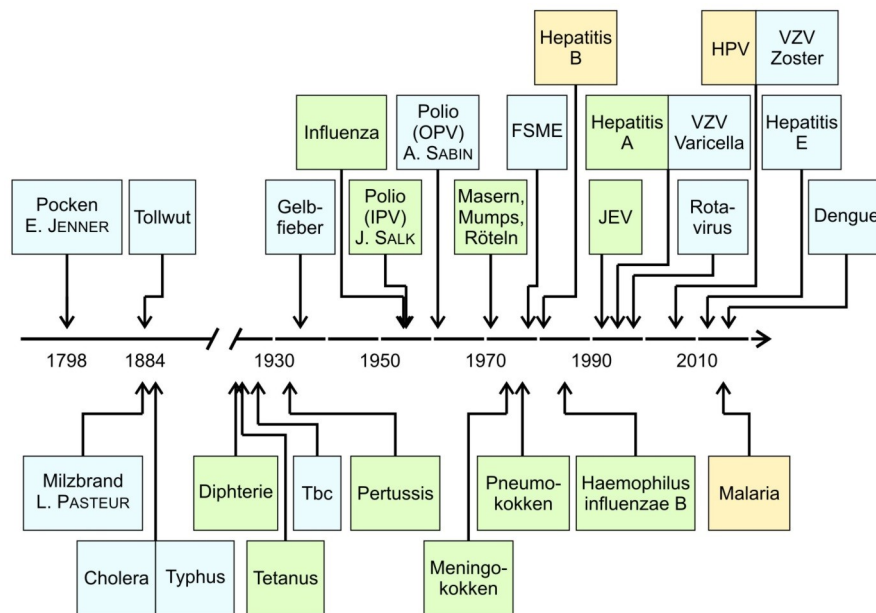 Hepatitis
B
HPV
VZV
Zoster
Influenza
Polio
(OPV)
A. SABIN
FSME
Hepatitis
A
VZV
Varicella
Hepatitis
E
Pocken
E. JENNER
Tollwut
Gelb-
fieber
Polio
(IPV)
J. SALK
Masern,
Mumps,
Röteln
JEV
Rota-
virus
Dengue
1798
1884
1930
1950
1970
1990
2010
Milzbrand
L. PASTEUR
Diphterie
Tbc
Pertussis
Pneumo-
kokken
Haemophilus
influenzae B
Malaria
Cholera
Typhus
Tetanus
Meningo-
kokken